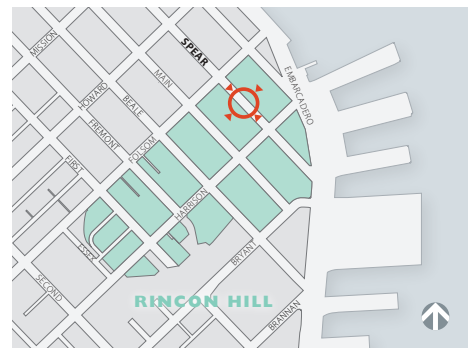 MISSION
SPEAR
MAIN
EMBARCADERO
HOWARD
BEALE
FREMONT
FOLSOM
FIRST
HARRISON
ESSEX
BRYANT
SECOND
RINCON HILL
BRANNAN